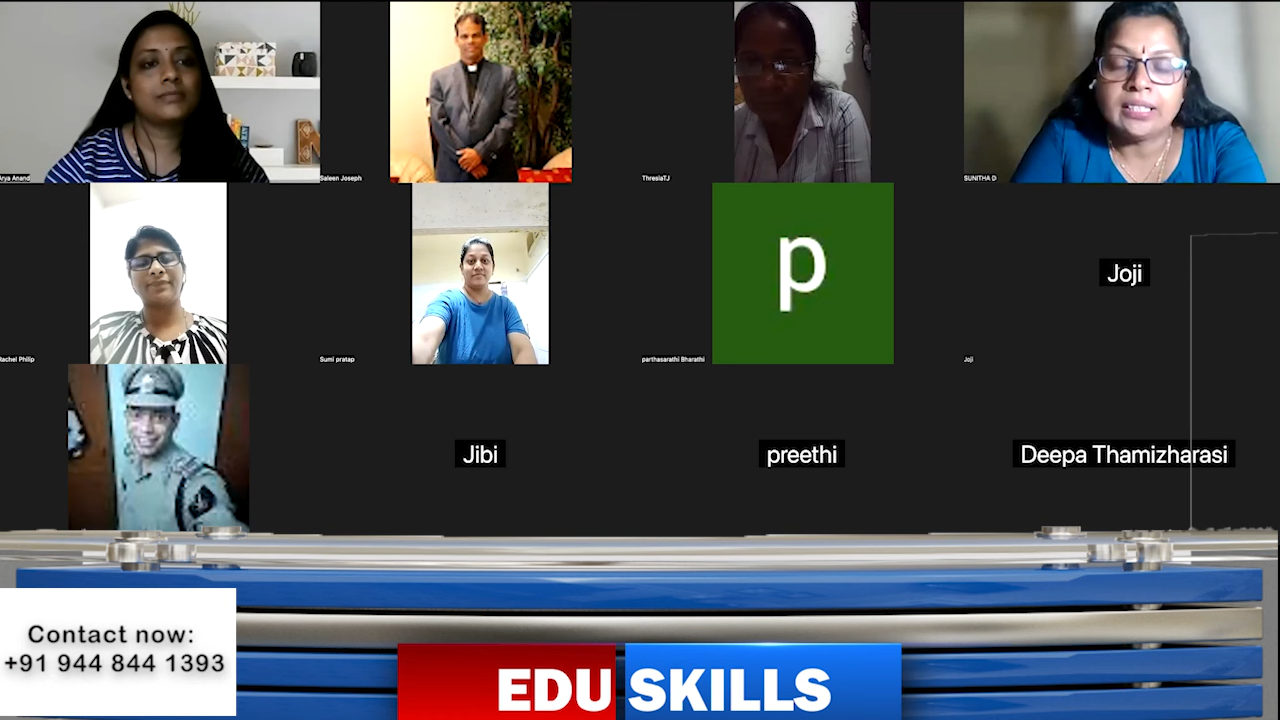 Arya Anand
Saleen Joseph
ThresiaTJ
SUNITHA D
p
Joji
Rachel Philip
Sumi pratap
parthasarathi Bharathi
Joji
Jibi
preethi
Deepa Thamizharasi
Contact now:
+91 944 844 1393
EDU SKILLS